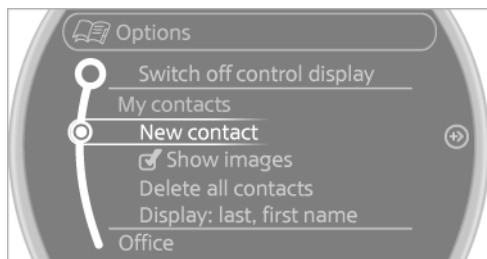 Options
Switch off control display
My contacts
New contact
Show images
Delete all contacts
Display: last, first name
Office